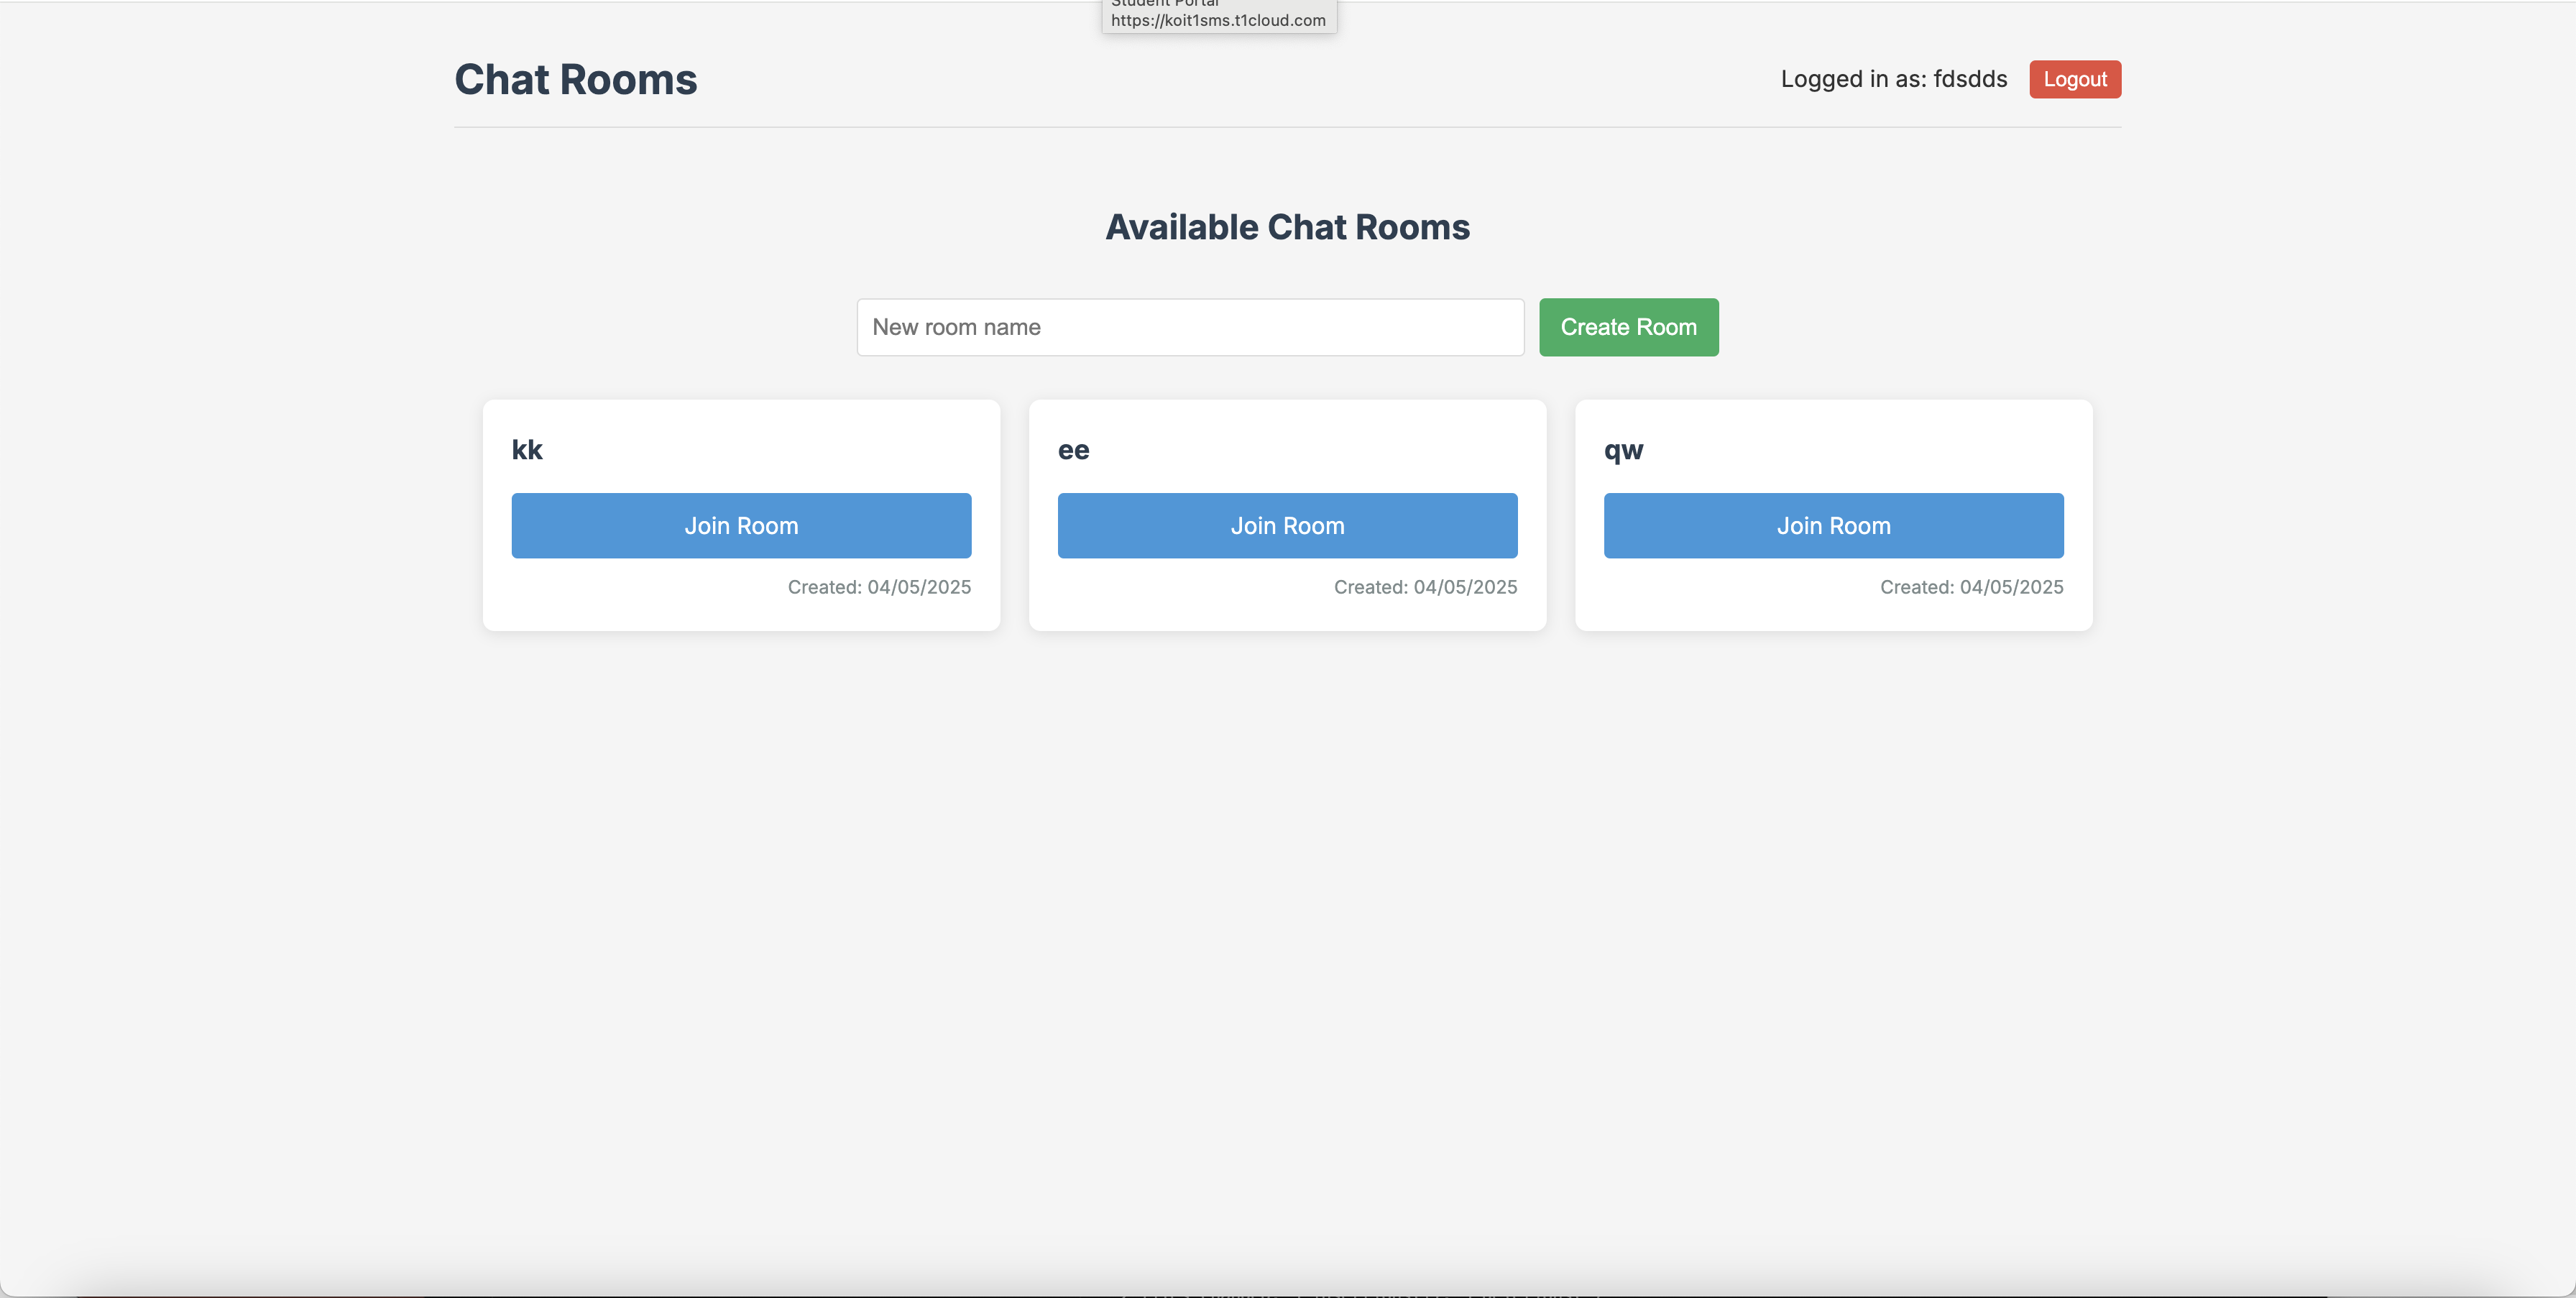 Student Portal
https://koit1sms.t1cloud.com
Chat Rooms
Logged in as: fdsdds
Logout
Available Chat Rooms
New room name
Create Room
kk
ee
qw
Join Room
Join Room
Join Room
Created: 04/05/2025
Created: 04/05/2025
Created: 04/05/2025